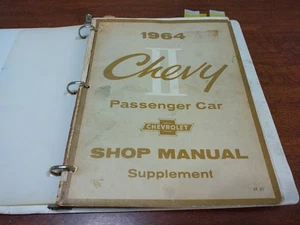 1964
Chevy II
Passenger Car
CHEVROLET
SHOP MANUAL
Supplement